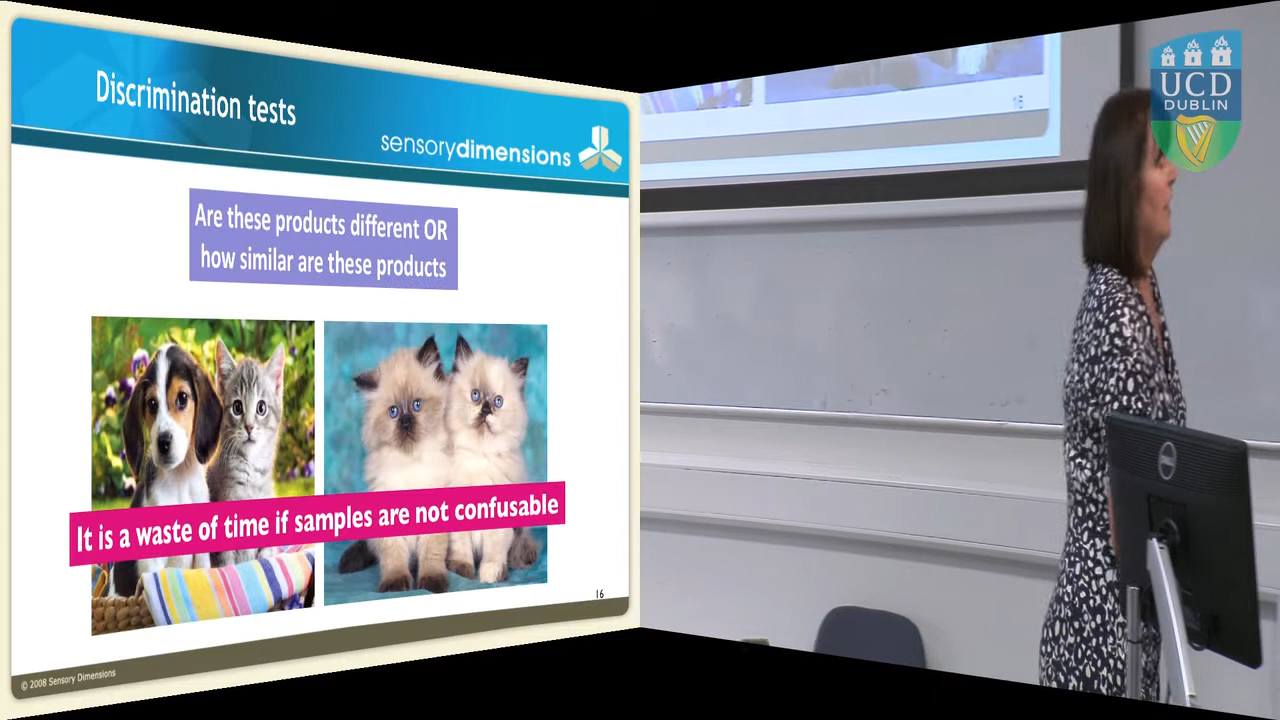 Discrimination tests
sensorydimensions
Are these products different OR
how similar are these products
It is a waste of time if samples are not confusable
16
© 2008 Sensory Dimensions
16
UCD
DUBLIN